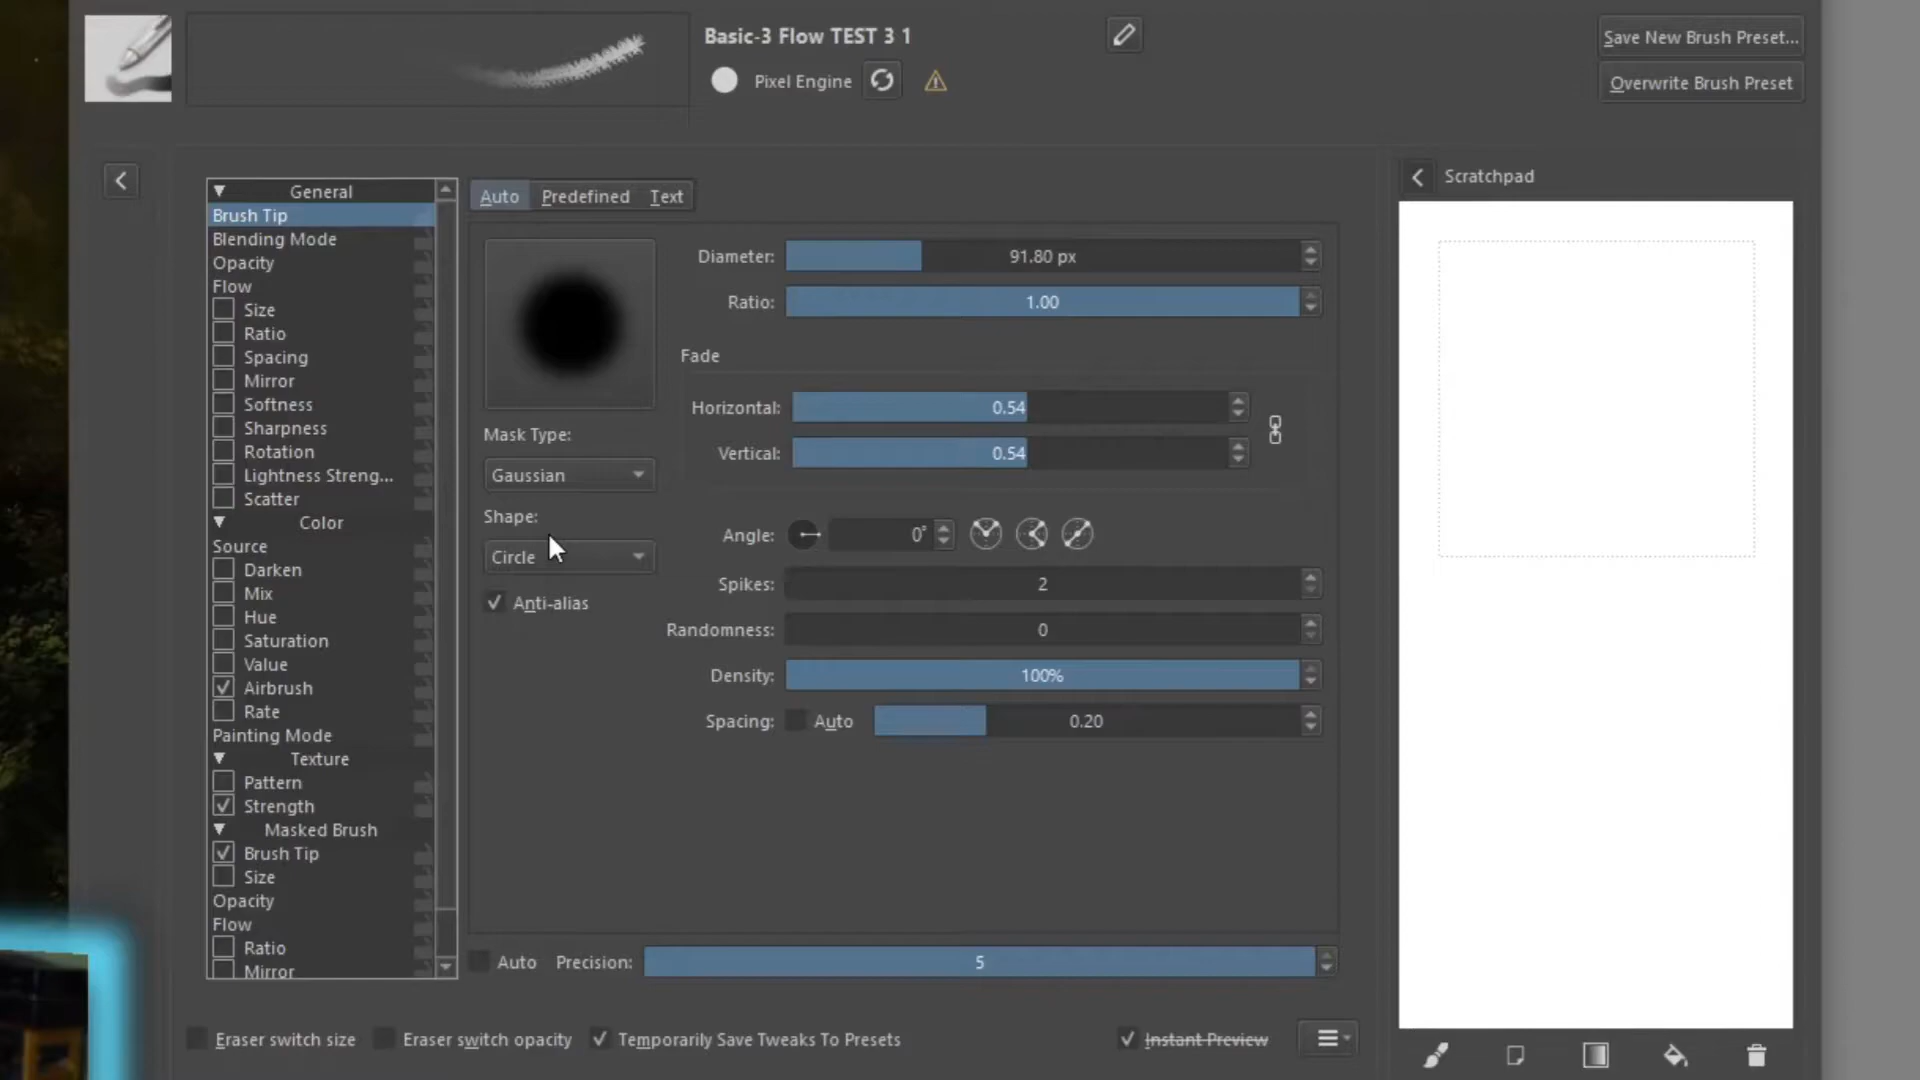 Basic-3 Flow TEST 3 1
Pixel Engine
Save New Brush Preset...
Overwrite Brush Preset
General
Brush Tip
Blending Mode
Opacity
Flow
Size
Ratio
Spacing
Mirror
Softness
Sharpness
Rotation
Lightness Streng...
Scatter
Color
Source
Darken
Mix
Hue
Saturation
Value
Airbrush
Rate
Painting Mode
Texture
Pattern
Strength
Masked Brush
Brush Tip
Size
Opacity
Flow
Ratio
Mirror
Auto Predefined Text
Mask Type:
Gaussian
Shape:
Circle
Anti-alias
Diameter: 91.80 px
Ratio: 1.00
Fade
Horizontal: 0.54
Vertical: 0.54
Angle: 0°
Spikes: 2
Randomness: 0
Density: 100%
Spacing: Auto 0.20
Auto Precision: 5
Scratchpad
Eraser switch size Eraser switch opacity Temporarily Save Tweaks To Presets Instant Preview